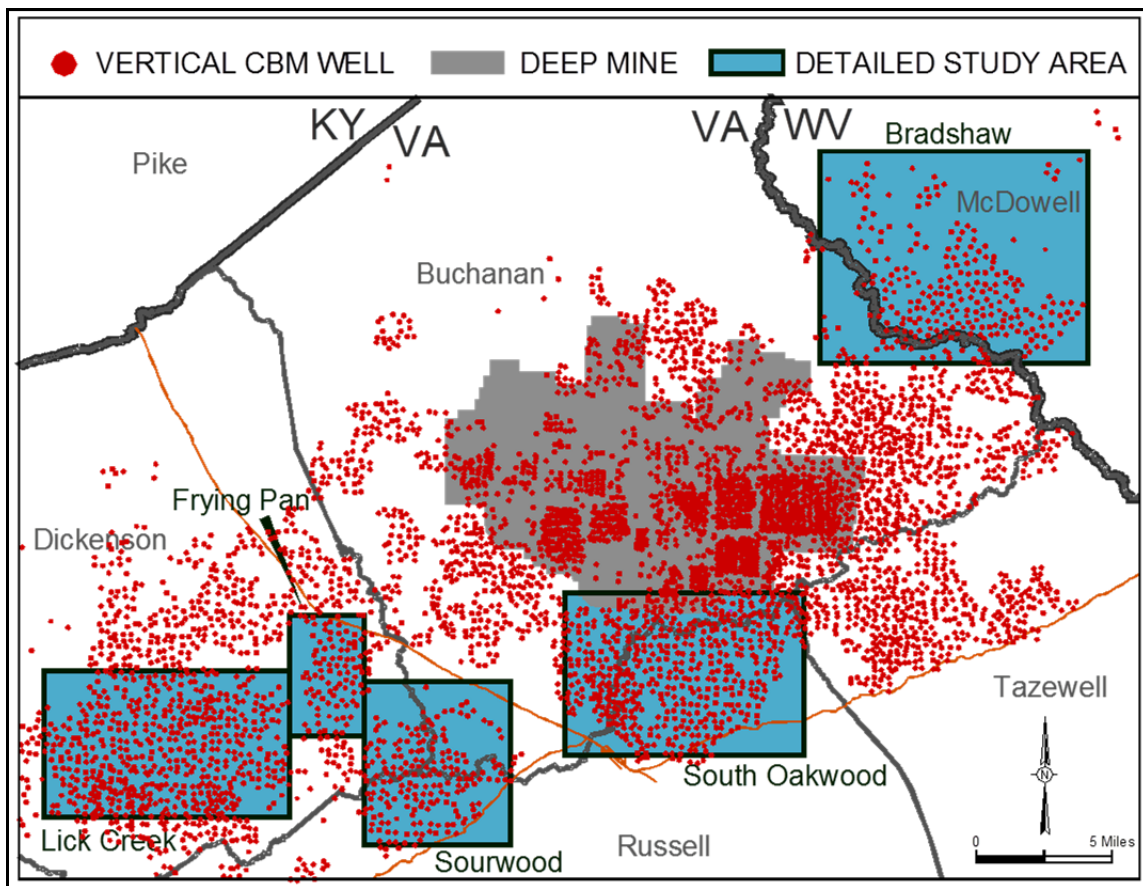 VERTICAL CBM WELL DEEP MINE DETAILED STUDY AREA
KY VA VA WV
Bradshaw
Pike
McDowell
Buchanan
Frying Pan
Dickenson
Tazewell
South Oakwood
N
Lick Creek
Sourwood
Russell
0 5 Miles